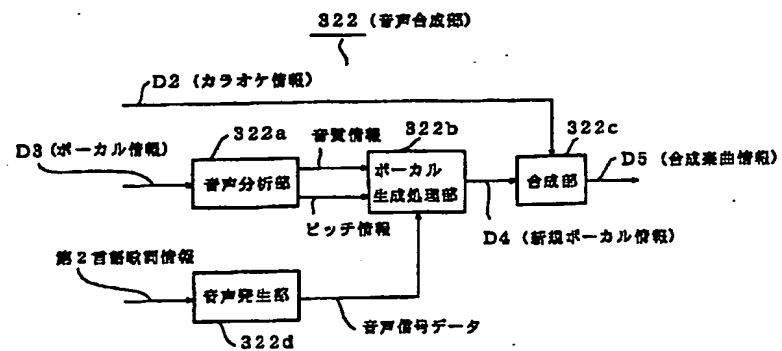 322 (音声合成部)
D2 (カラオケ情報)
322a
音質情報
322b
322c
D3 (ボーカル情報)
音声分析部
ボーカル
生成処理部
合成部
D5 (合成楽曲情報)
ピッチ情報
D4 (新規ボーカル情報)
第2言語歌詞情報
音声発生部
322d
音声信号データ